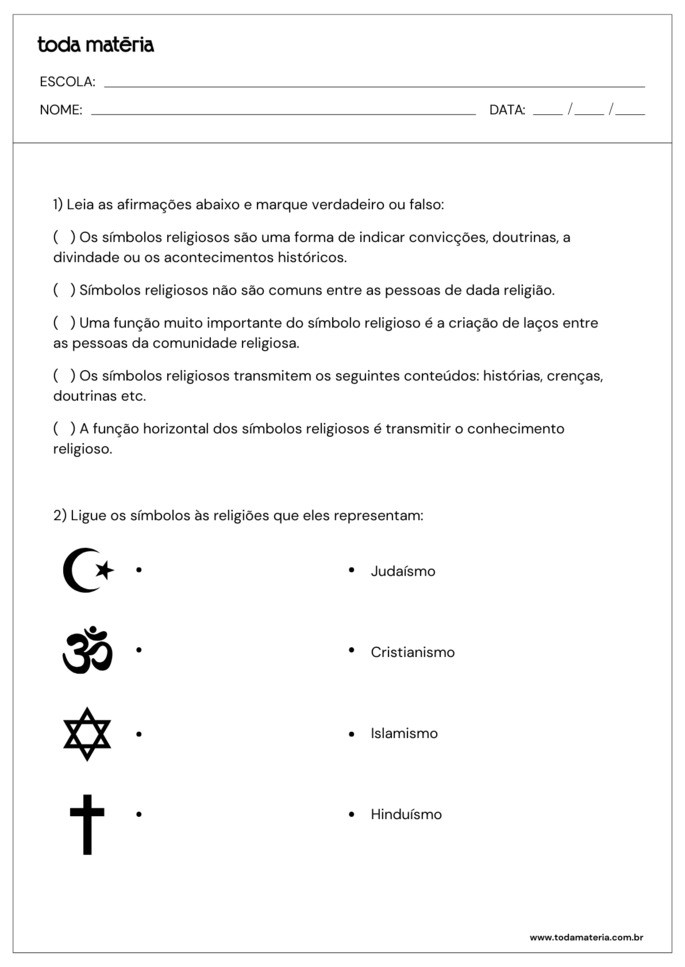 toda matēria
ESCOLA:
NOME: DATA: / /
1) Leia as afirmações abaixo e marque verdadeiro ou falso:
( ) Os símbolos religiosos são uma forma de indicar convicções, doutrinas, a
divindade ou os acontecimentos históricos.
( ) Símbolos religiosos não são comuns entre as pessoas de dada religião.
( ) Uma função muito importante do símbolo religioso é a criação de laços entre
as pessoas da comunidade religiosa.
( ) Os símbolos religiosos transmitem os seguintes conteúdos: histórias, crenças,
doutrinas etc.
( ) A função horizontal dos símbolos religiosos é transmitir o conhecimento
religioso.
2) Ligue os símbolos às religiões que eles representam:
• • Judaísmo
ॐ • • Cristianismo
• • Islamismo
• • Hinduísmo
www.todamateria.com.br